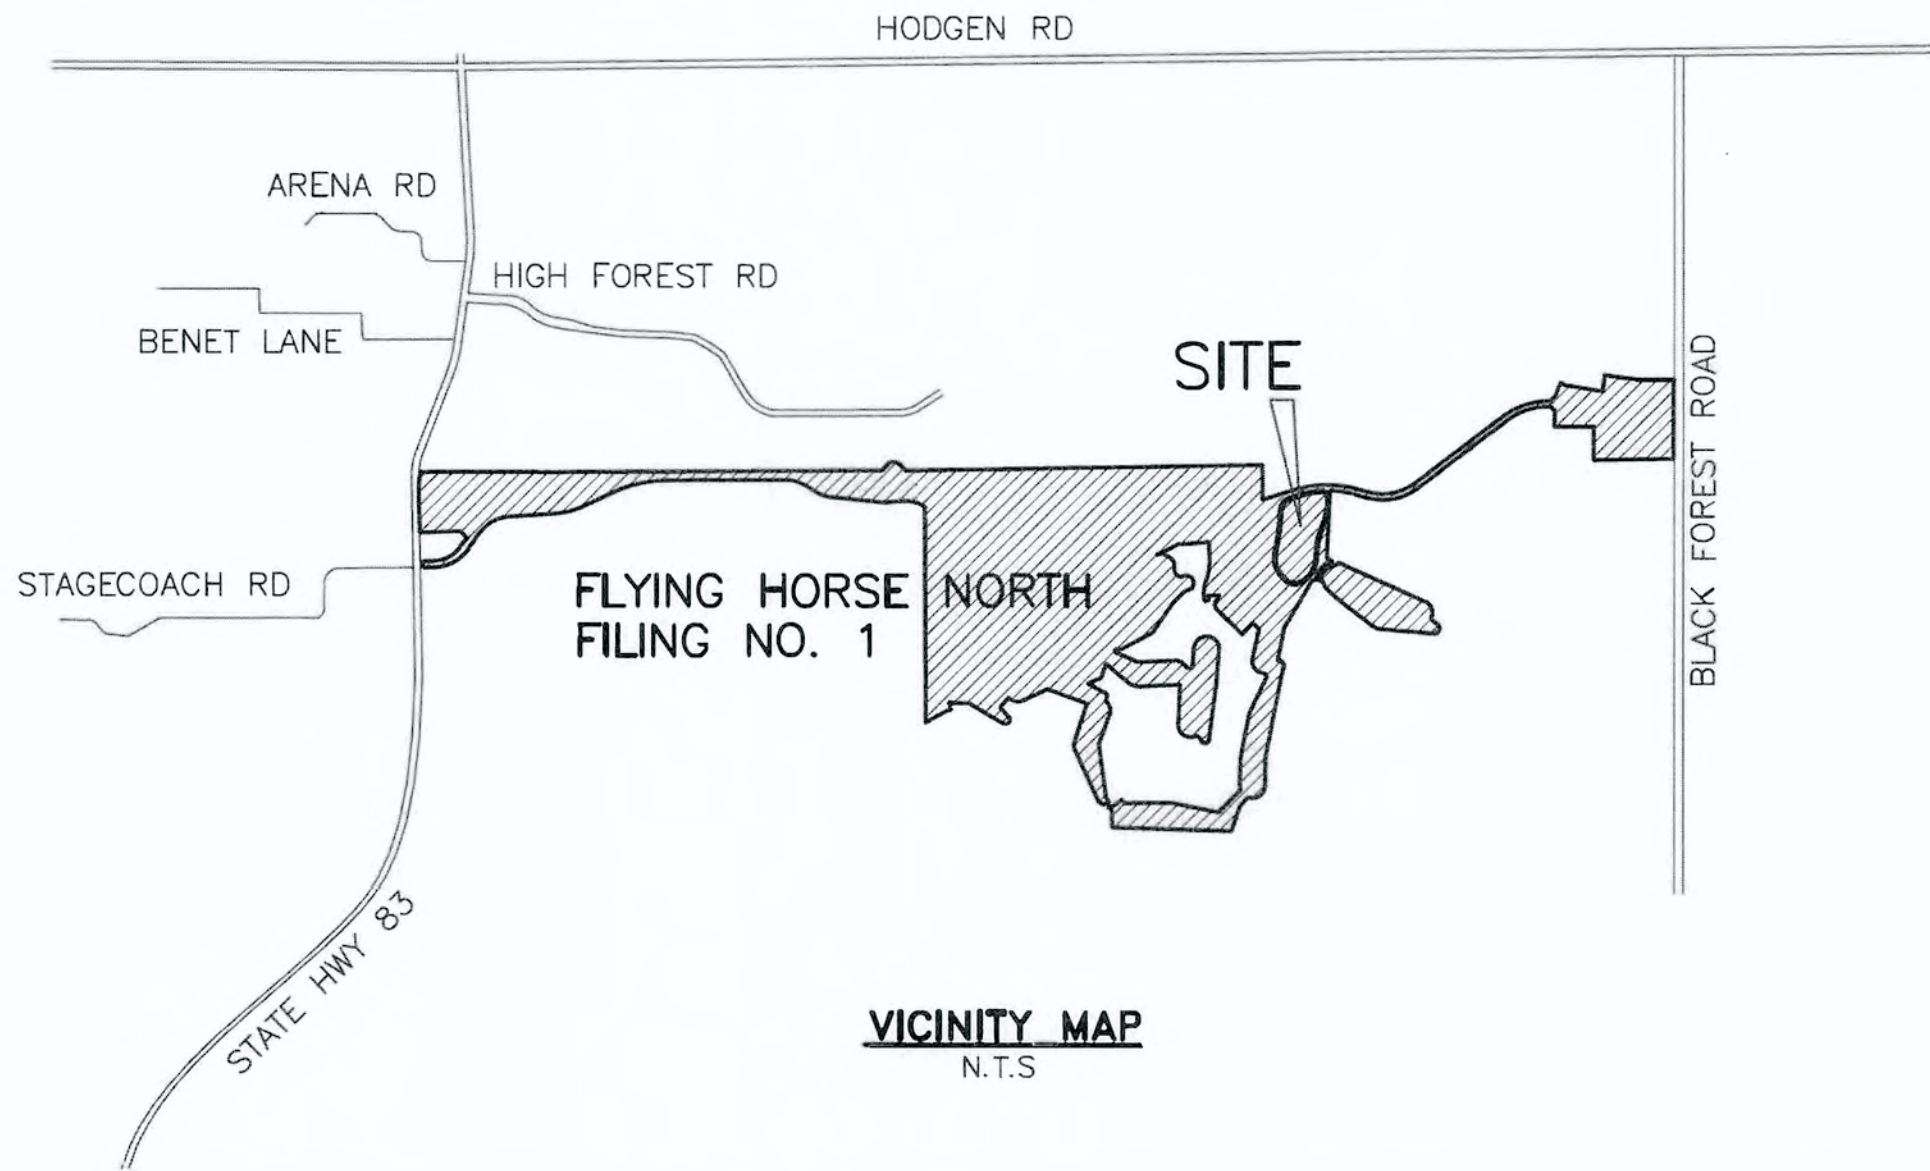 HODGEN RD
ARENA RD
HIGH FOREST RD
BENET LANE
SITE
BLACK FOREST ROAD
STAGECOACH RD
FLYING HORSE NORTH
FILING NO. 1
STATE HWY 83
VICINITY MAP
N.T.S